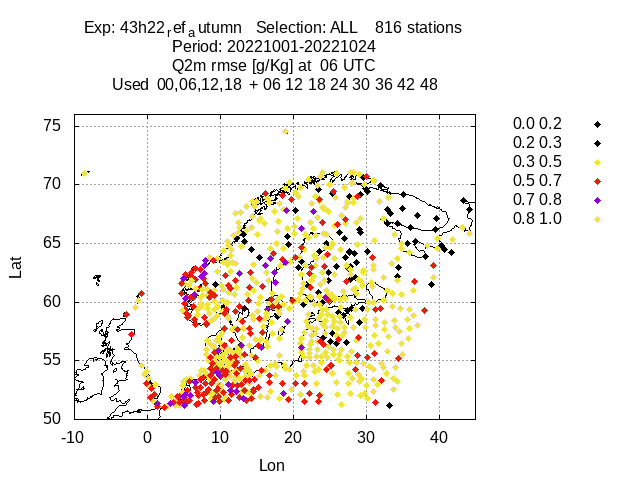 Exp: 43h22ref_autumn Selection: ALL 816 stations
Period: 20221001-20221024
Q2m rmse [g/Kg] at 06 UTC
Used 00,06,12,18 + 06 12 18 24 30 36 42 48
75
70
65
60
55
50
-10 0 10 20 30 40
Lat
Lon
0.0 0.2
0.2 0.3
0.3 0.5
0.5 0.7
0.7 0.8
0.8 1.0